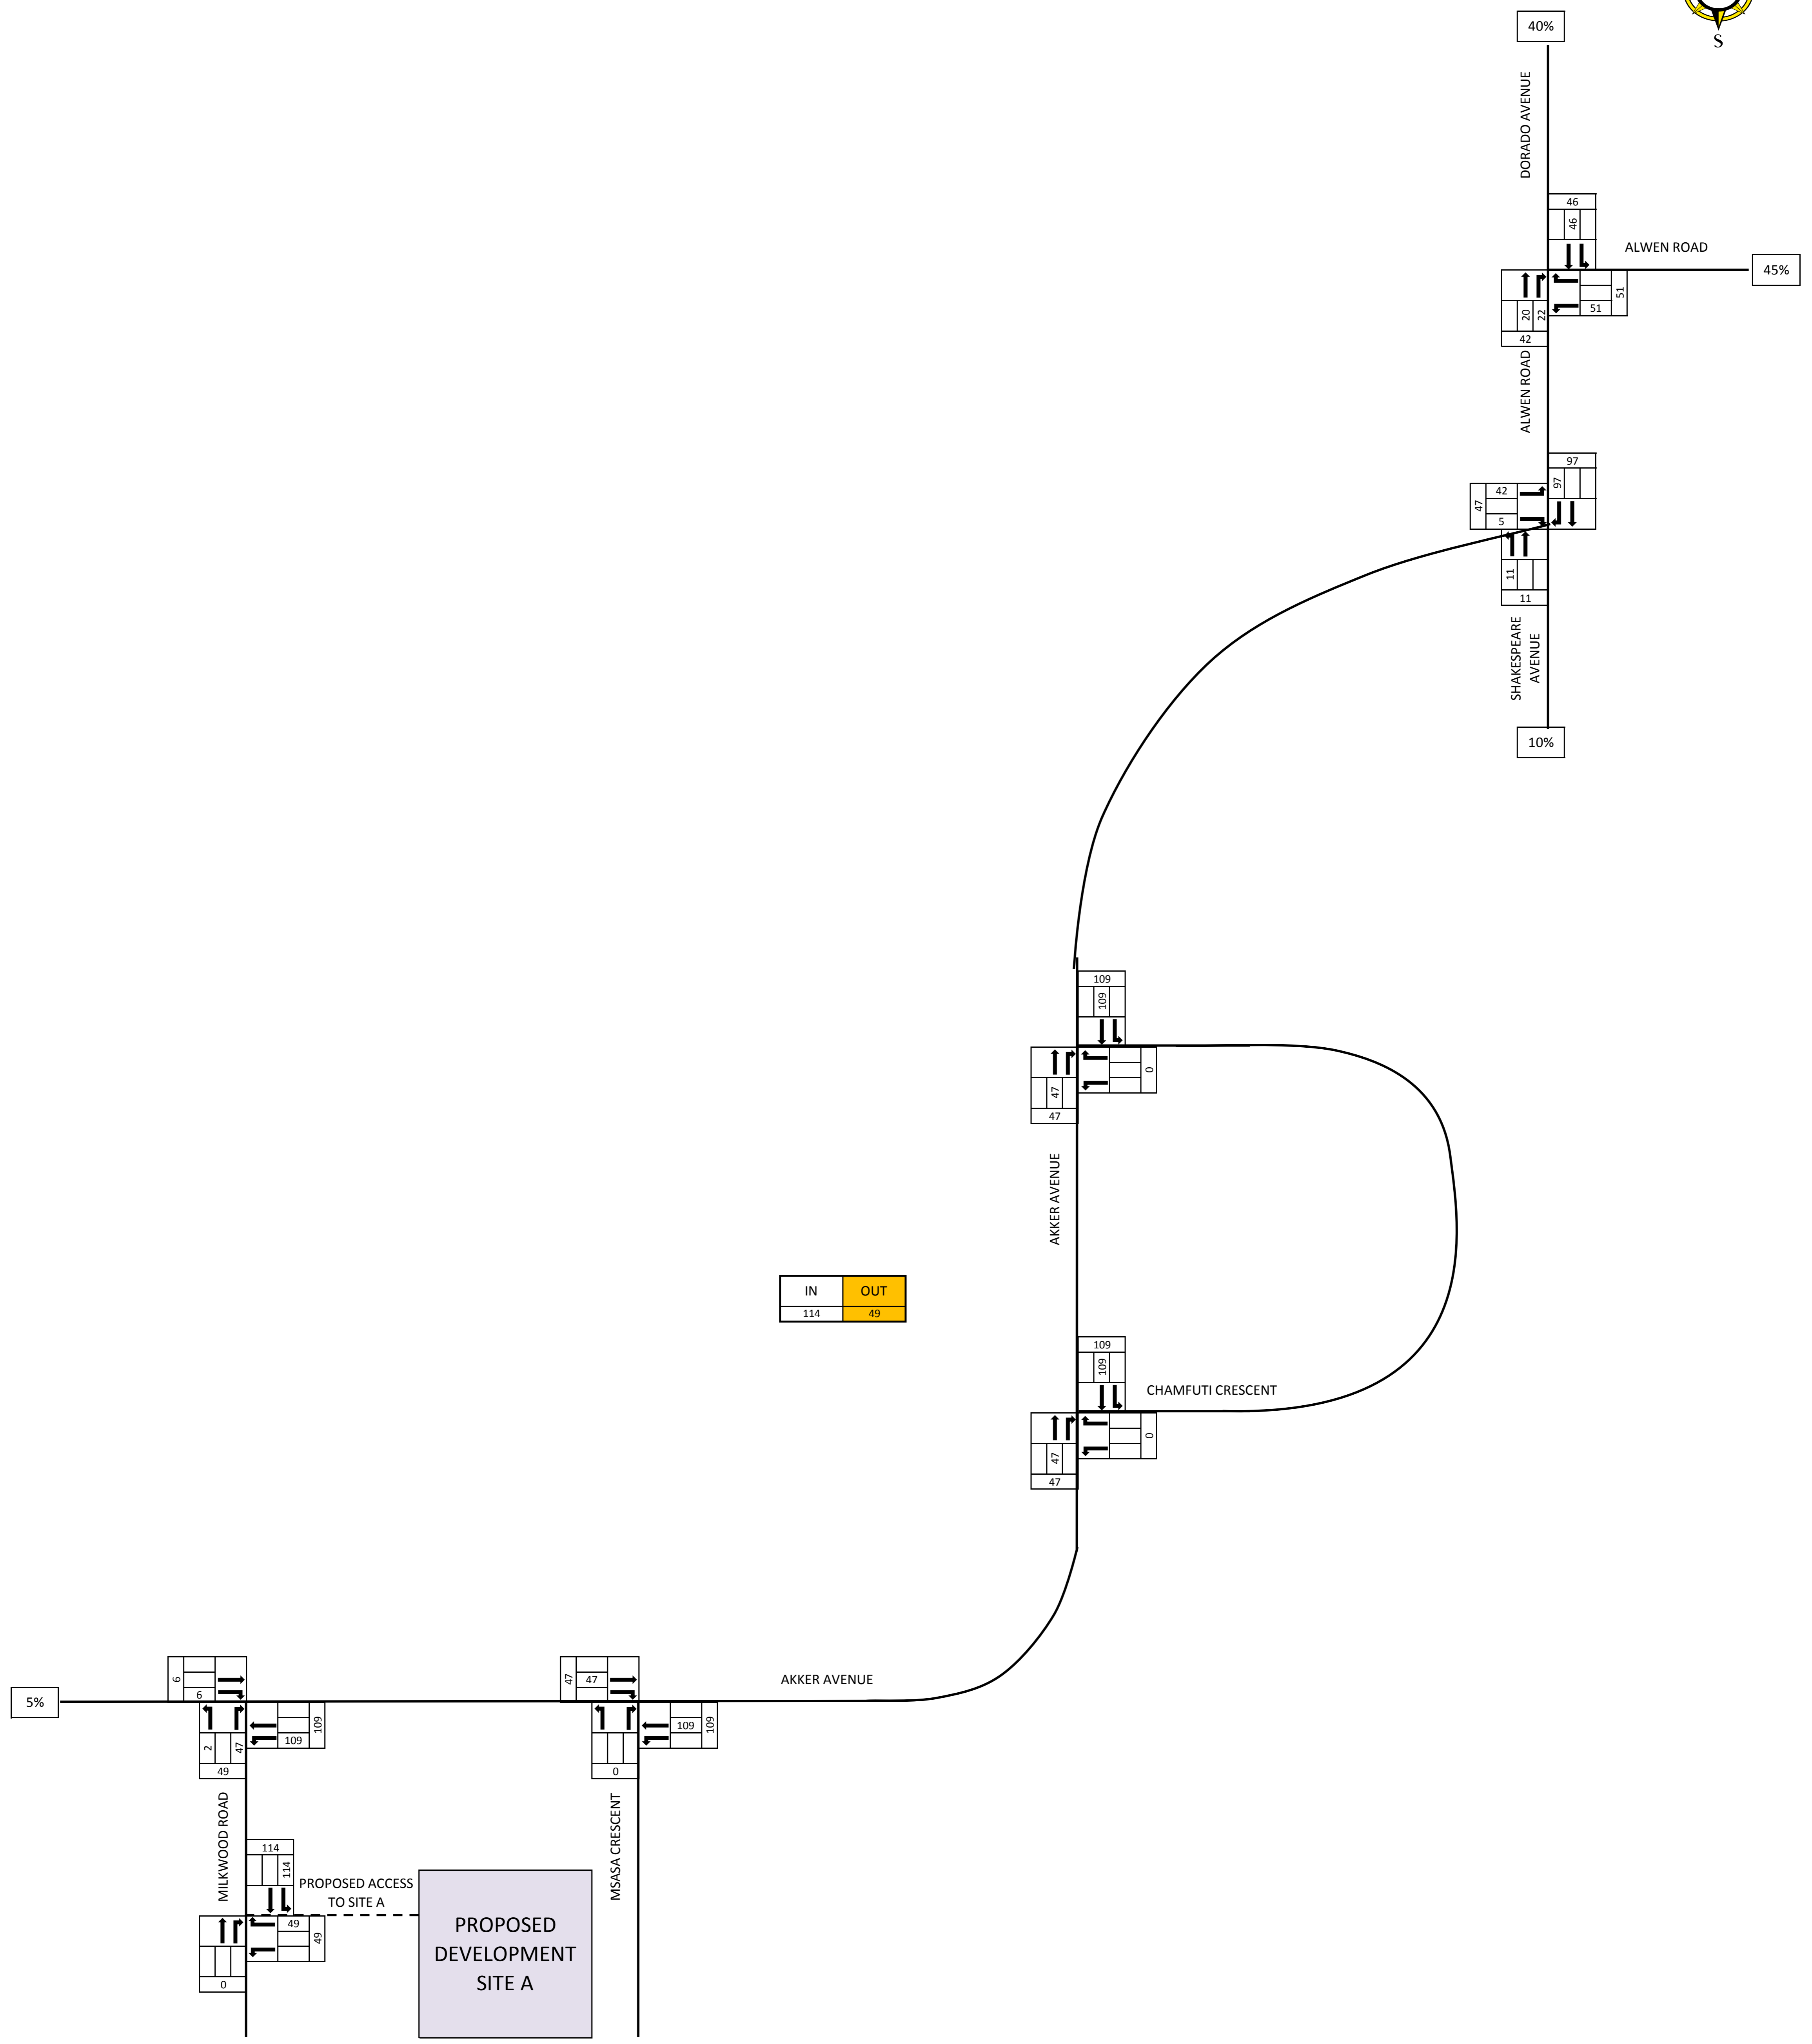 S
40%
DORADO AVENUE
46
46
ALWEN ROAD
45%
51
51
20
22
42
ALWEN ROAD
97
97
47
42
5
11
11
SHAKESPEARE
AVENUE
10%
109
109
0
47
47
AKKER AVENUE
IN OUT
114 49
109
109
CHAMFUTI CRESCENT
0
47
47
6
6
5%
47
47
AKKER AVENUE
109
109
2
47
49
109
109
0
MILKWOOD ROAD
MSASA CRESCENT
114
114
PROPOSED ACCESS
TO SITE A
49
49
0
PROPOSED
DEVELOPMENT
SITE A